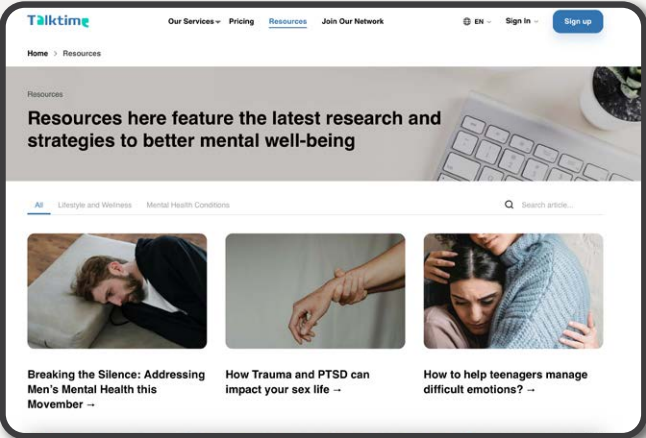 Talktime
Our Services Pricing Resources Join Our Network EN Sign In Sign up
Home > Resources
Resources
Resources here feature the latest research and
strategies to better mental well-being
All Lifestyle and Wellness Mental Health Conditions Search article...
Breaking the Silence: Addressing
Men's Mental Health this
Movember →
How Trauma and PTSD can
impact your sex life →
How to help teenagers manage
difficult emotions? →